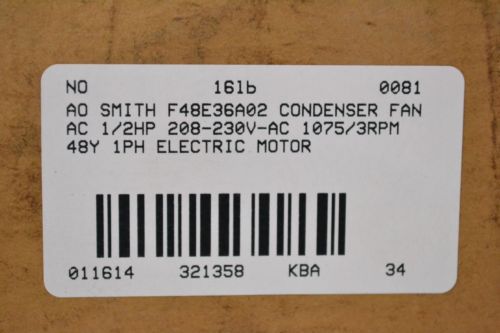 NO 16lb 0081
AO SMITH F48E36A02 CONDENSER FAN
AC 1/2HP 208-230V-AC 1075/3RPM
48Y 1PH ELECTRIC MOTOR
011614 321358 KBA 34